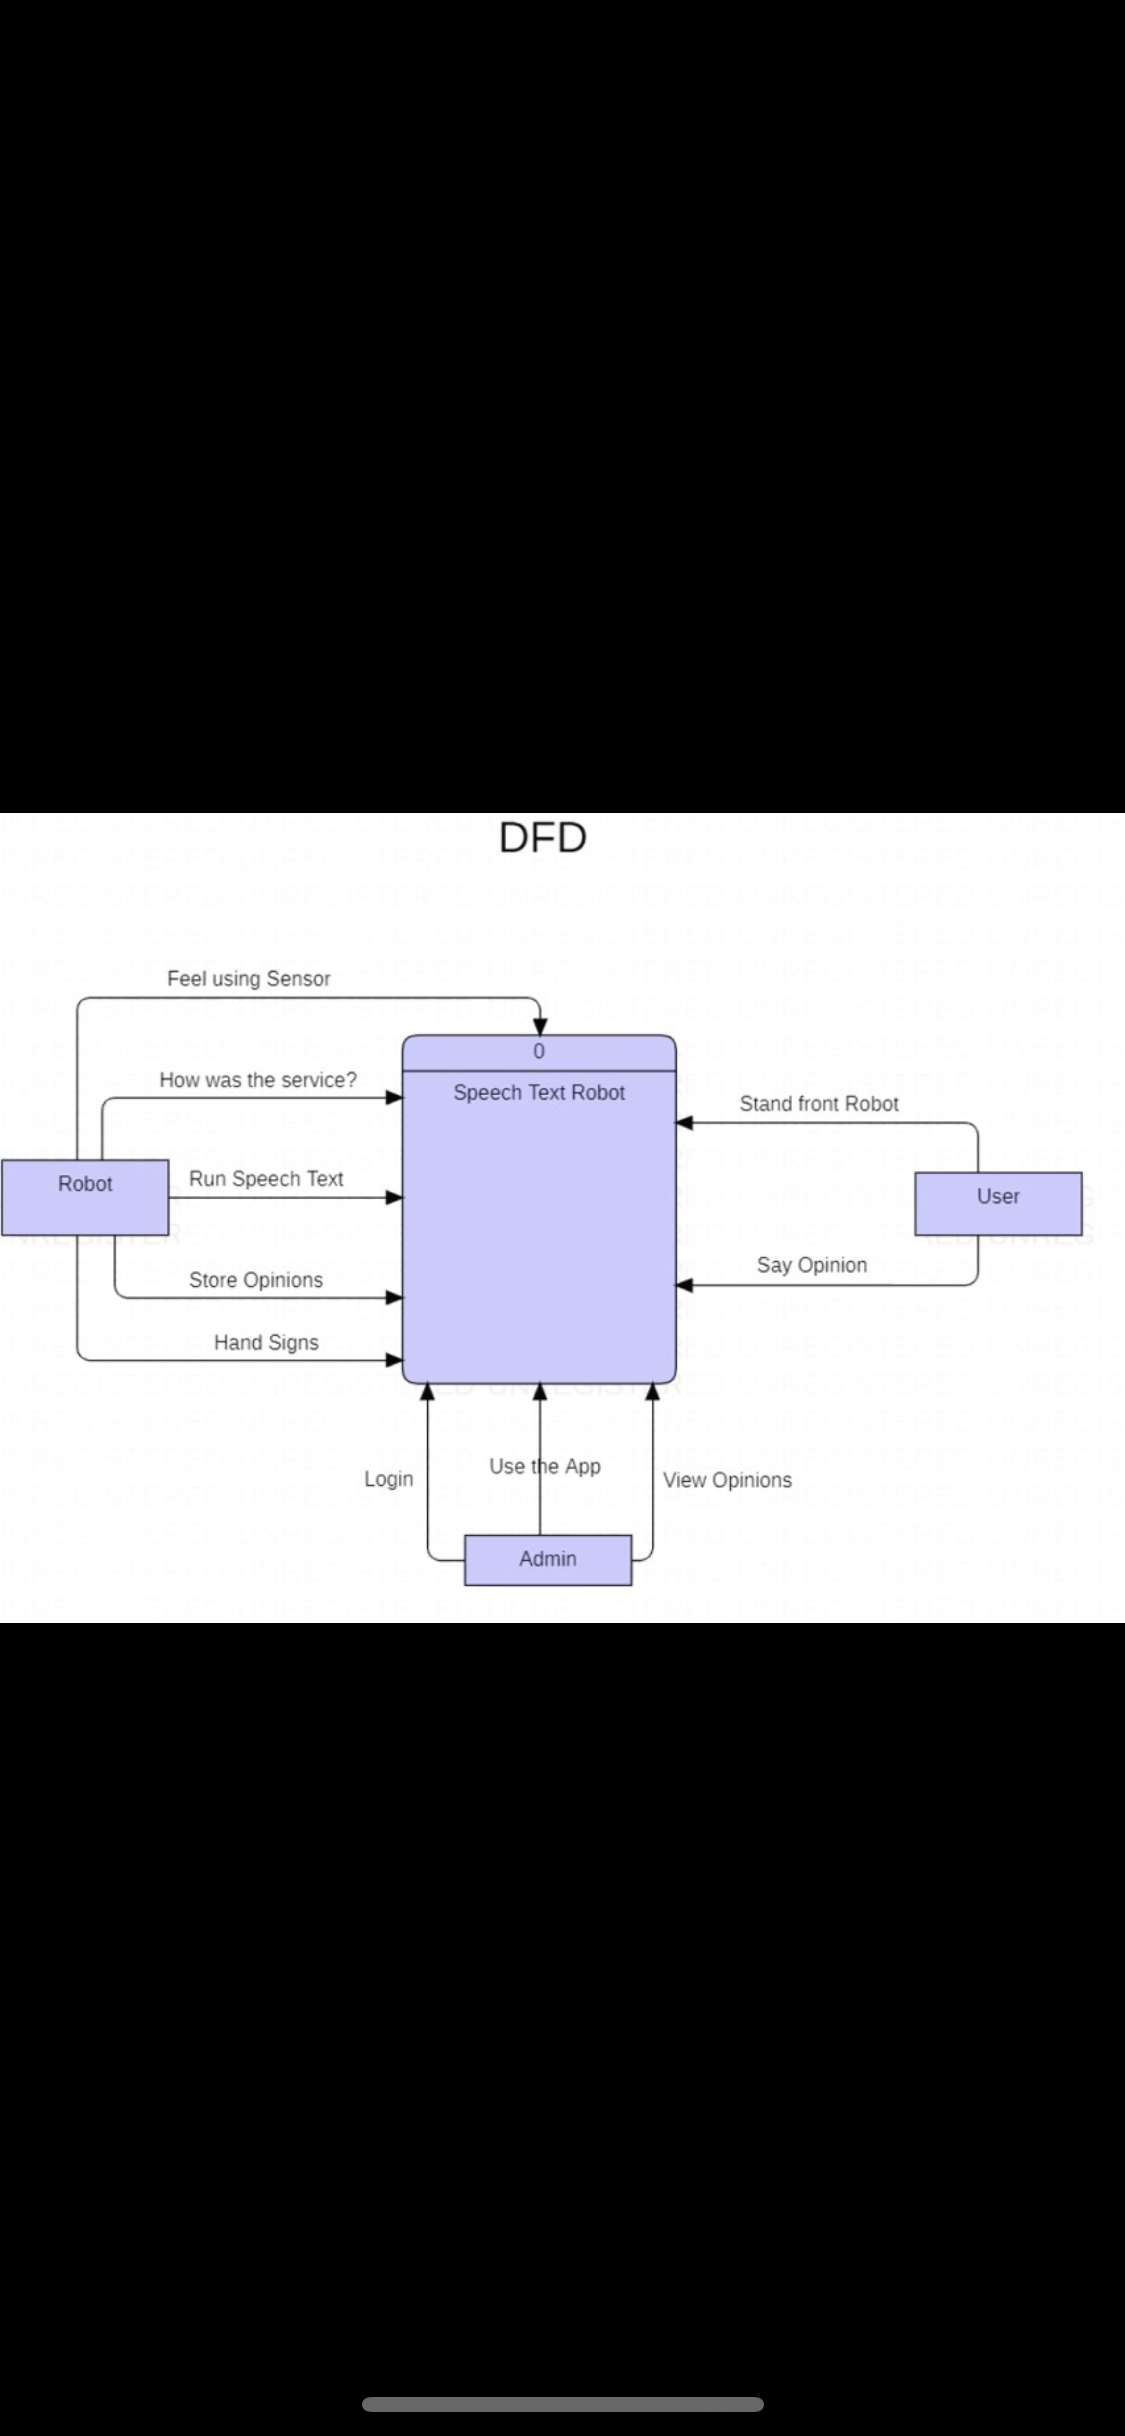 DFD
Feel using Sensor
0
How was the service?
Speech Text Robot
Stand front Robot
Robot
Run Speech Text
User
Say Opinion
Store Opinions
Hand Signs
Login
Use the App
View Opinions
Admin